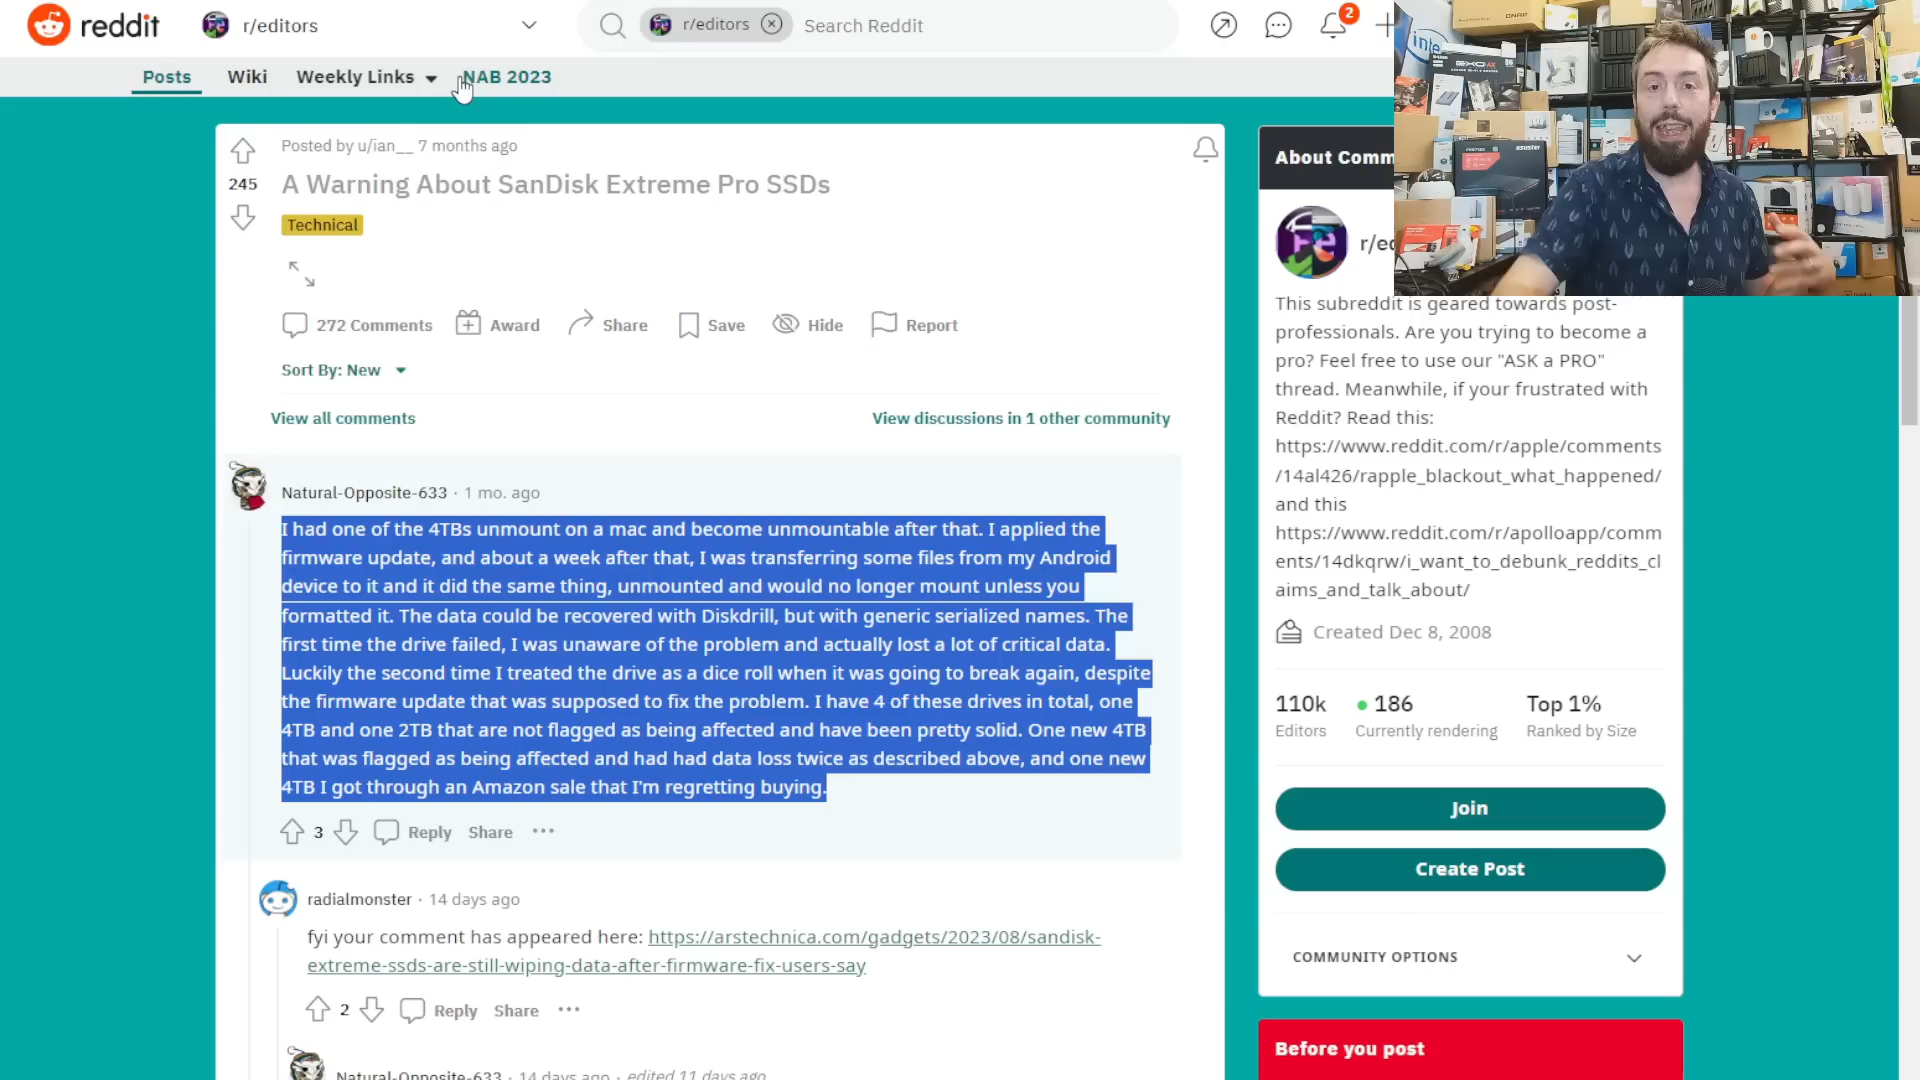 reddit
r/editors
r/editors
Search Reddit
2
Posts
Wiki
Weekly Links
NAB 2023
Posted by u/ian__ 7 months ago
245
A Warning About SanDisk Extreme Pro SSDs
Technical
272 Comments
Award
Share
Save
Hide
Report
Sort By: New
View all comments
View discussions in 1 other community
Natural-Opposite-633 · 1 mo. ago
I had one of the 4TBs unmount on a mac and become unmountable after that. I applied the
firmware update, and about a week after that, I was transferring some files from my Android
device to it and it did the same thing, unmounted and would no longer mount unless you
formatted it. The data could be recovered with Diskdrill, but with generic serialized names. The
first time the drive failed, I was unaware of the problem and actually lost a lot of critical data.
Luckily the second time I treated the drive as a dice roll when it was going to break again, despite
the firmware update that was supposed to fix the problem. I have 4 of these drives in total, one
4TB and one 2TB that are not flagged as being affected and have been pretty solid. One new 4TB
that was flagged as being affected and had had data loss twice as described above, and one new
4TB I got through an Amazon sale that I'm regretting buying.
3
Reply
Share
radialmonster · 14 days ago
fyi your comment has appeared here: https://arstechnica.com/gadgets/2023/08/sandisk-
extreme-ssds-are-still-wiping-data-after-firmware-fix-users-say
2
Reply
Share
Natural-Opposite-633 · 14 days ago · edited 11 days ago
About Comm
r/ed
This subreddit is geared towards post-
professionals. Are you trying to become a
pro? Feel free to use our "ASK a PRO"
thread. Meanwhile, if your frustrated with
Reddit? Read this:
https://www.reddit.com/r/apple/comments
/14al426/rapple_blackout_what_happened/
and this
https://www.reddit.com/r/apolloapp/comm
ents/14dkqrw/i_want_to_debunk_reddits_cl
aims_and_talk_about/
Created Dec 8, 2008
110k
Editors
186
Currently rendering
Top 1%
Ranked by Size
Join
Create Post
COMMUNITY OPTIONS
Before you post
intel
QNAP
EXO AX
asustor